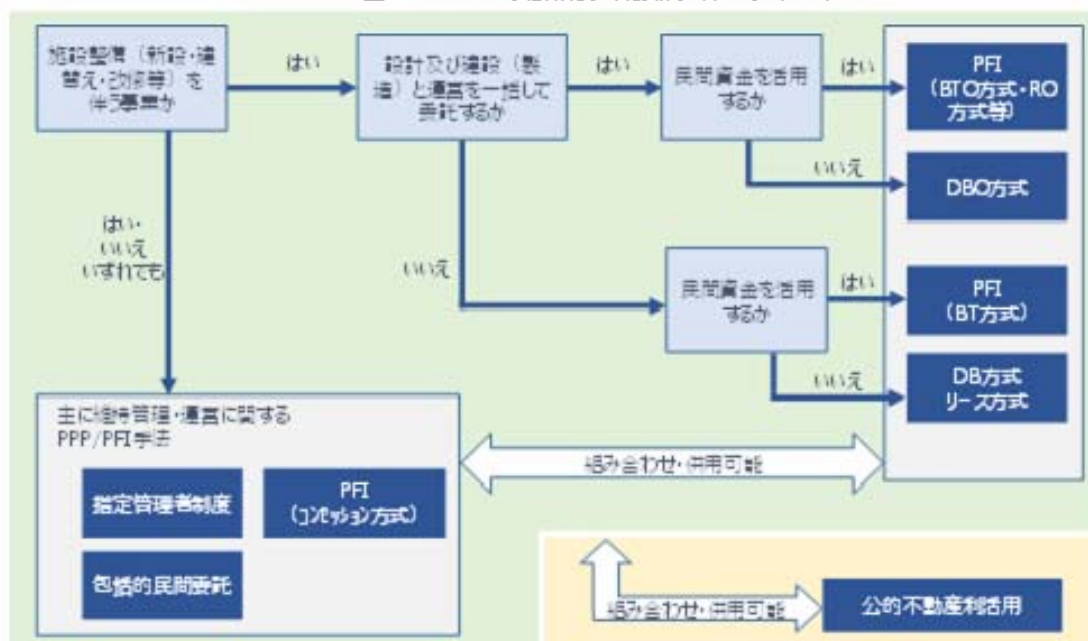 施設整備（新設・建
替え・改修等）を
伴う事業か
はい
設計及び建設（製
造）と運営を一括して
委託するか
はい
民間資金を活用
するか
はい
PFI
（BTO方式・RO
方式等）
いいえ
DBO方式
はい・
いいえ
いずれでも
いいえ
民間資金を活用
するか
はい
PFI
（BT方式）
いいえ
DB方式
リース方式
主に維持管理・運営に関する
PPP/PFI手法
組み合わせ・併用可能
指定管理者制度
PFI
（コンセッション方式）
包括的民間委託
組み合わせ・併用可能
公的不動産利活用